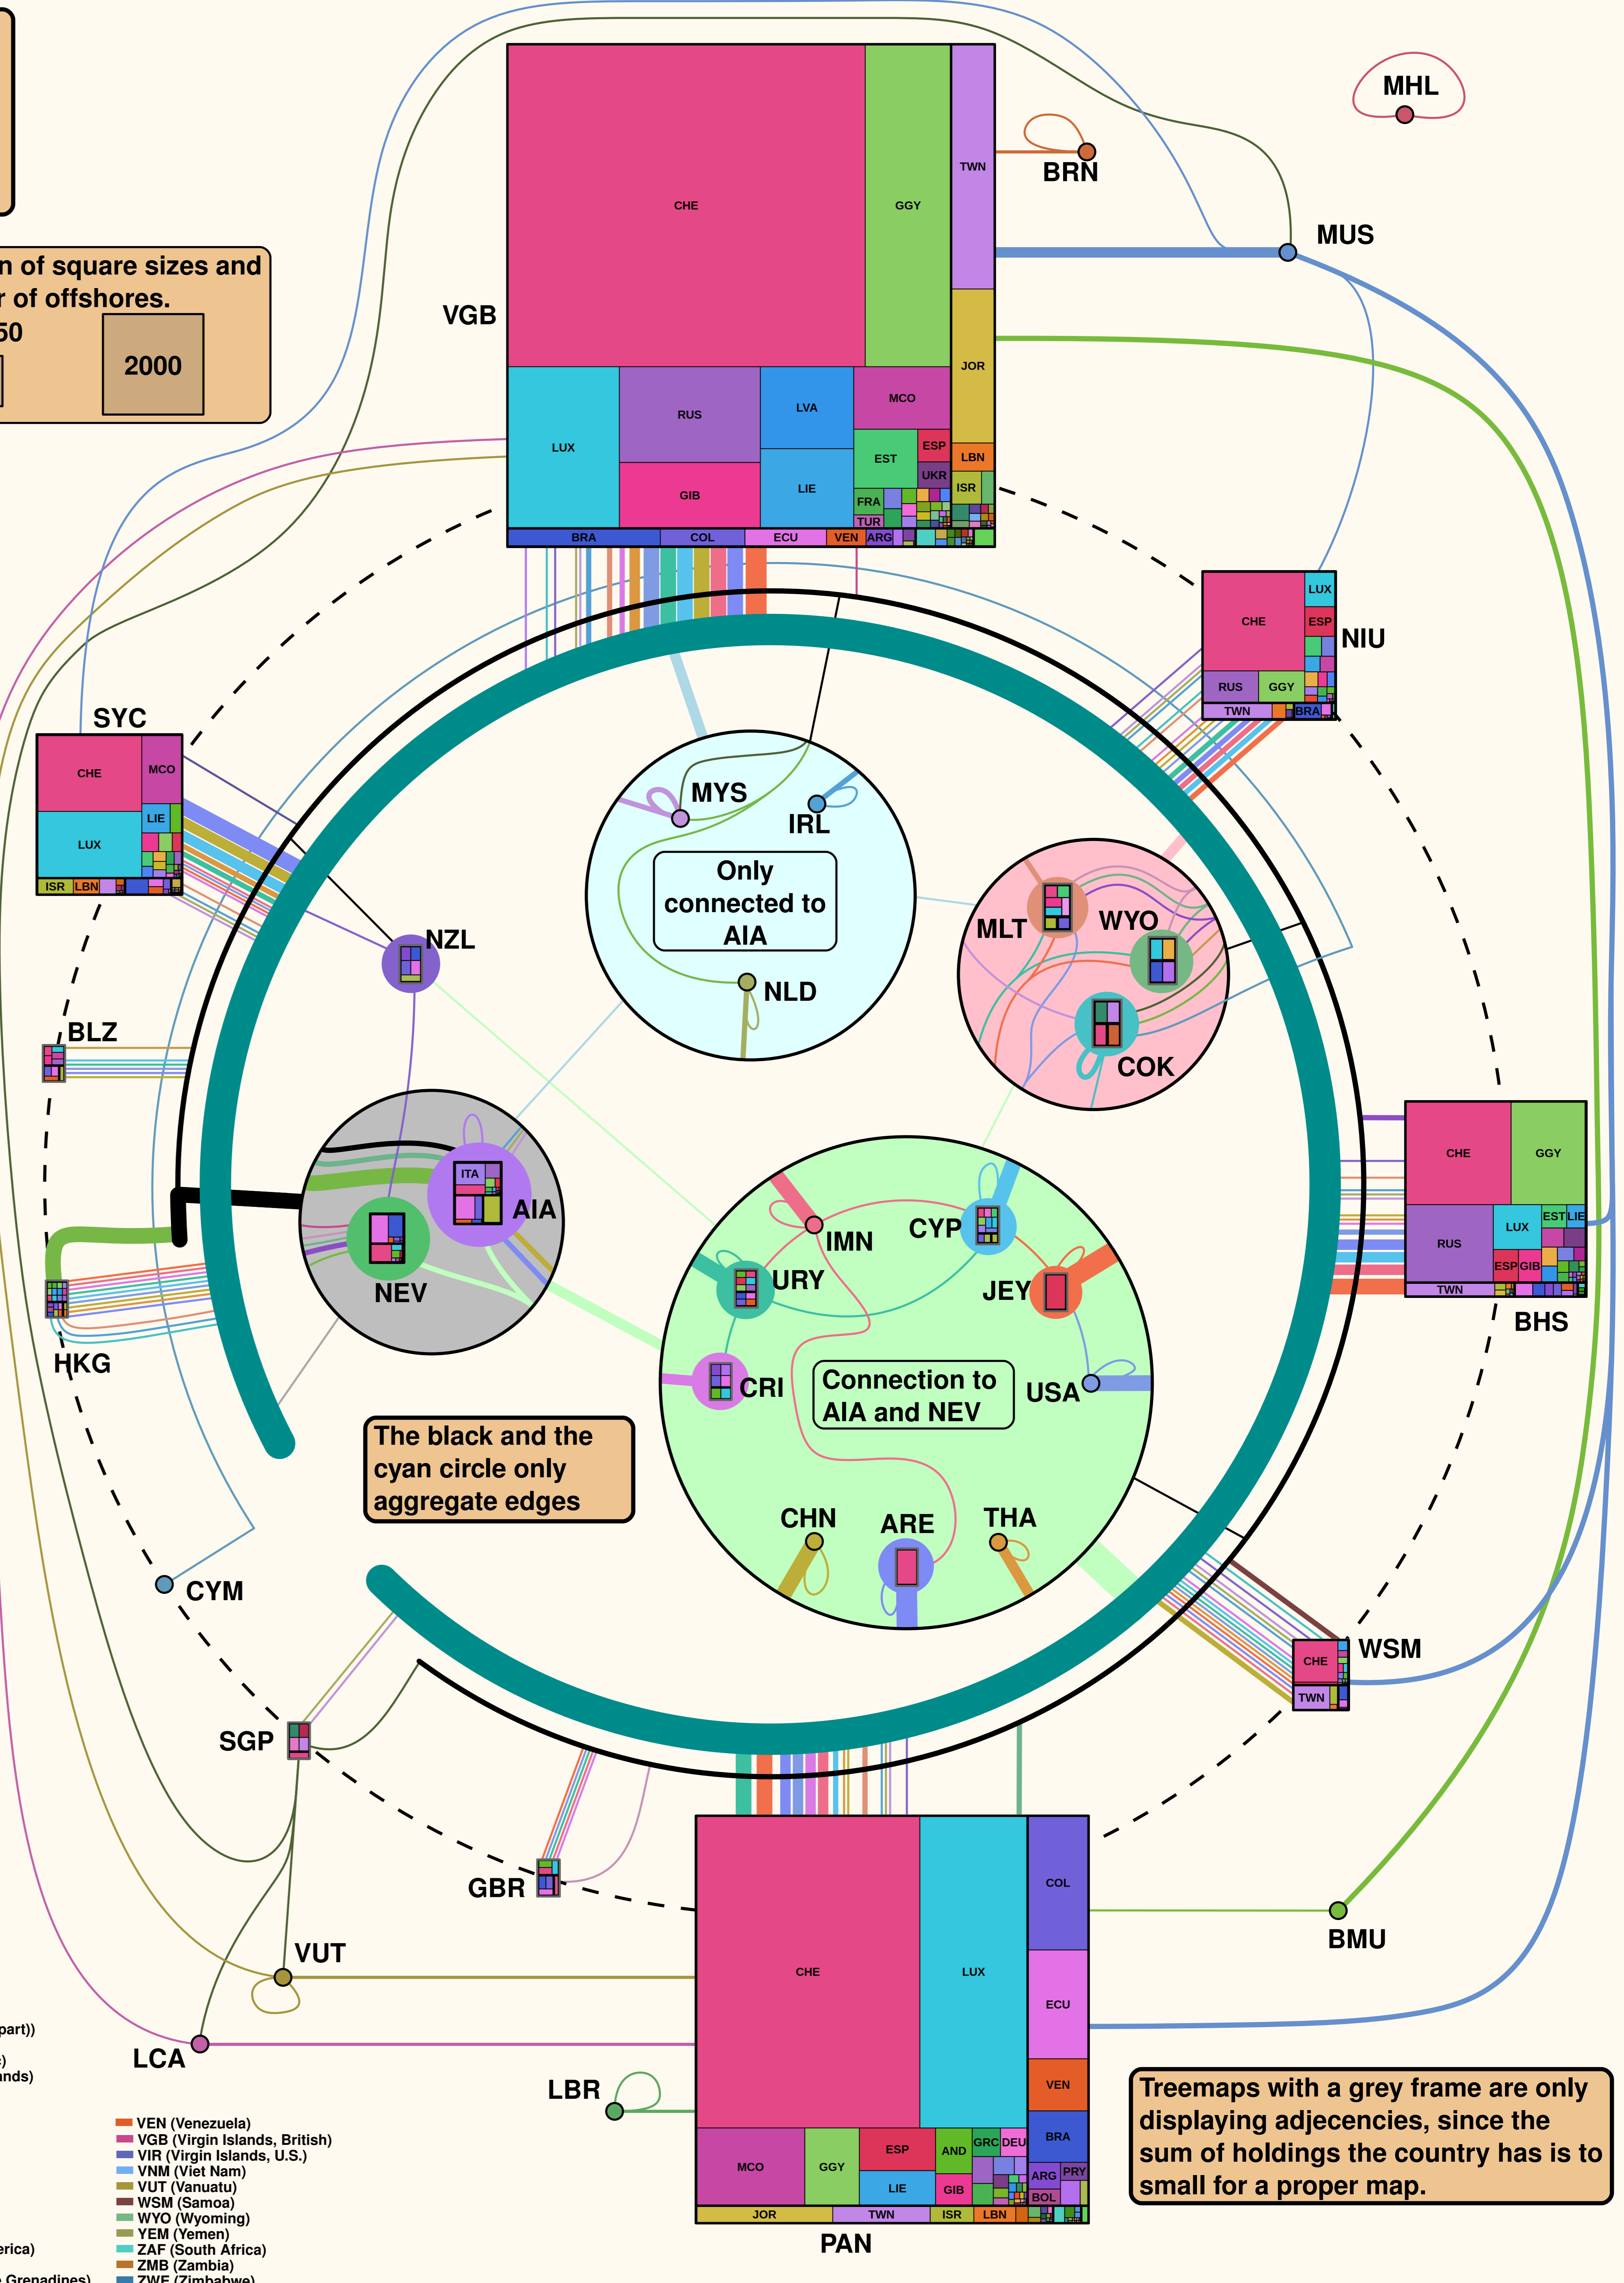 MHL
BRN
MUS
n of square sizes and
r of offshores.
50
2000
VGB
CHE
GGY
TWN
JOR
LUX
RUS
LVA
MCO
GIB
LIE
EST
ESP
UKR
LBN
ISR
FRA
TUR
BRA
COL
ECU
VEN
ARG
CHE
LUX
ESP
RUS
GGY
TWN
BRA
NIU
SYC
CHE
MCO
LIE
LUX
ISR
LBN
NZL
MYS
IRL
Only
connected to
AIA
NLD
MLT
WYO
COK
BLZ
ITA
AIA
NEV
HKG
IMN
CYP
URY
JEY
CRI
Connection to
AIA and NEV
USA
CHN
ARE
THA
CHE
GGY
RUS
LUX
EST
LIE
ESP
GIB
TWN
BHS
The black and the
cyan circle only
aggregate edges
CYM
SGP
GBR
WSM
CHE
TWN
VUT
LCA
LBR
BMU
CHE
LUX
COL
ECU
VEN
BRA
ARG
PRY
BOL
MCO
GGY
ESP
LIE
AND
GIB
GRC
DEU
JOR
TWN
ISR
LBN
PAN
Treemaps with a grey frame are only
displaying adjecencies, since the
sum of holdings the country has is to
small for a proper map.
part))
)
nds)
VEN (Venezuela)
VGB (Virgin Islands, British)
VIR (Virgin Islands, U.S.)
VNM (Viet Nam)
VUT (Vanuatu)
WSM (Samoa)
WYO (Wyoming)
YEM (Yemen)
erica)
ZAF (South Africa)
ZMB (Zambia)
Grenadines)
ZWE (Zimbabwe)